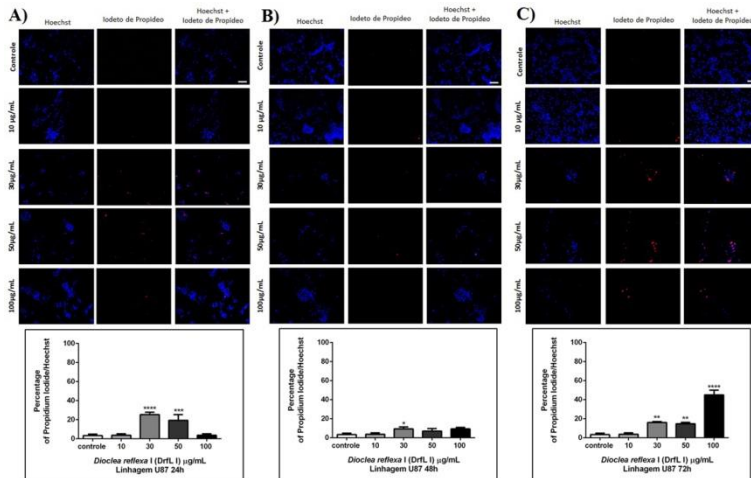 A)
Hoechst
Iodeto de Propídeo
Hoechst +
Iodeto de Propídeo
Controle
10 µg/mL
30µg/mL
50µg/mL
100µg/mL
Percentage
of Propidium Iodide/Hoechst
100
80
60
40
20
0
****
***
controle 10 30 50 100
Dioclea reflexa I (DrfL I) µg/mL
Linhagem U87 24h
B)
Hoechst
Iodeto de Propídeo
Hoechst +
Iodeto de Propídeo
Controle
10 µg/mL
30µg/mL
50µg/mL
100µg/mL
Percentage
of Propidium Iodide/Hoechst
100
80
60
40
20
0
*
controle 10 30 50 100
Dioclea reflexa I (DrfL I) µg/mL
Linhagem U87 48h
C)
Hoechst
Iodeto de Propídeo
Hoechst +
Iodeto de Propídeo
Controle
10 µg/mL
30µg/mL
50µg/mL
100µg/mL
Percentage
of Propidium Iodide/Hoechst
100
80
60
40
20
0
**
**
****
controle 10 30 50 100
Dioclea reflexa I (DrfL I) µg/mL
Linhagem U87 72h